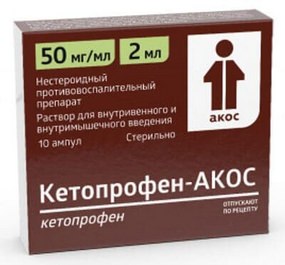 50 мг/мл
2 мл
Нестероидный
противовоспалительный
препарат
Раствор для внутривенного и
внутримышечного введения
10 ампул
Стерильно
акос
Кетопрофен-АКОС
кетопрофен
ОТПУСКАЮТ
ПО РЕЦЕПТУ